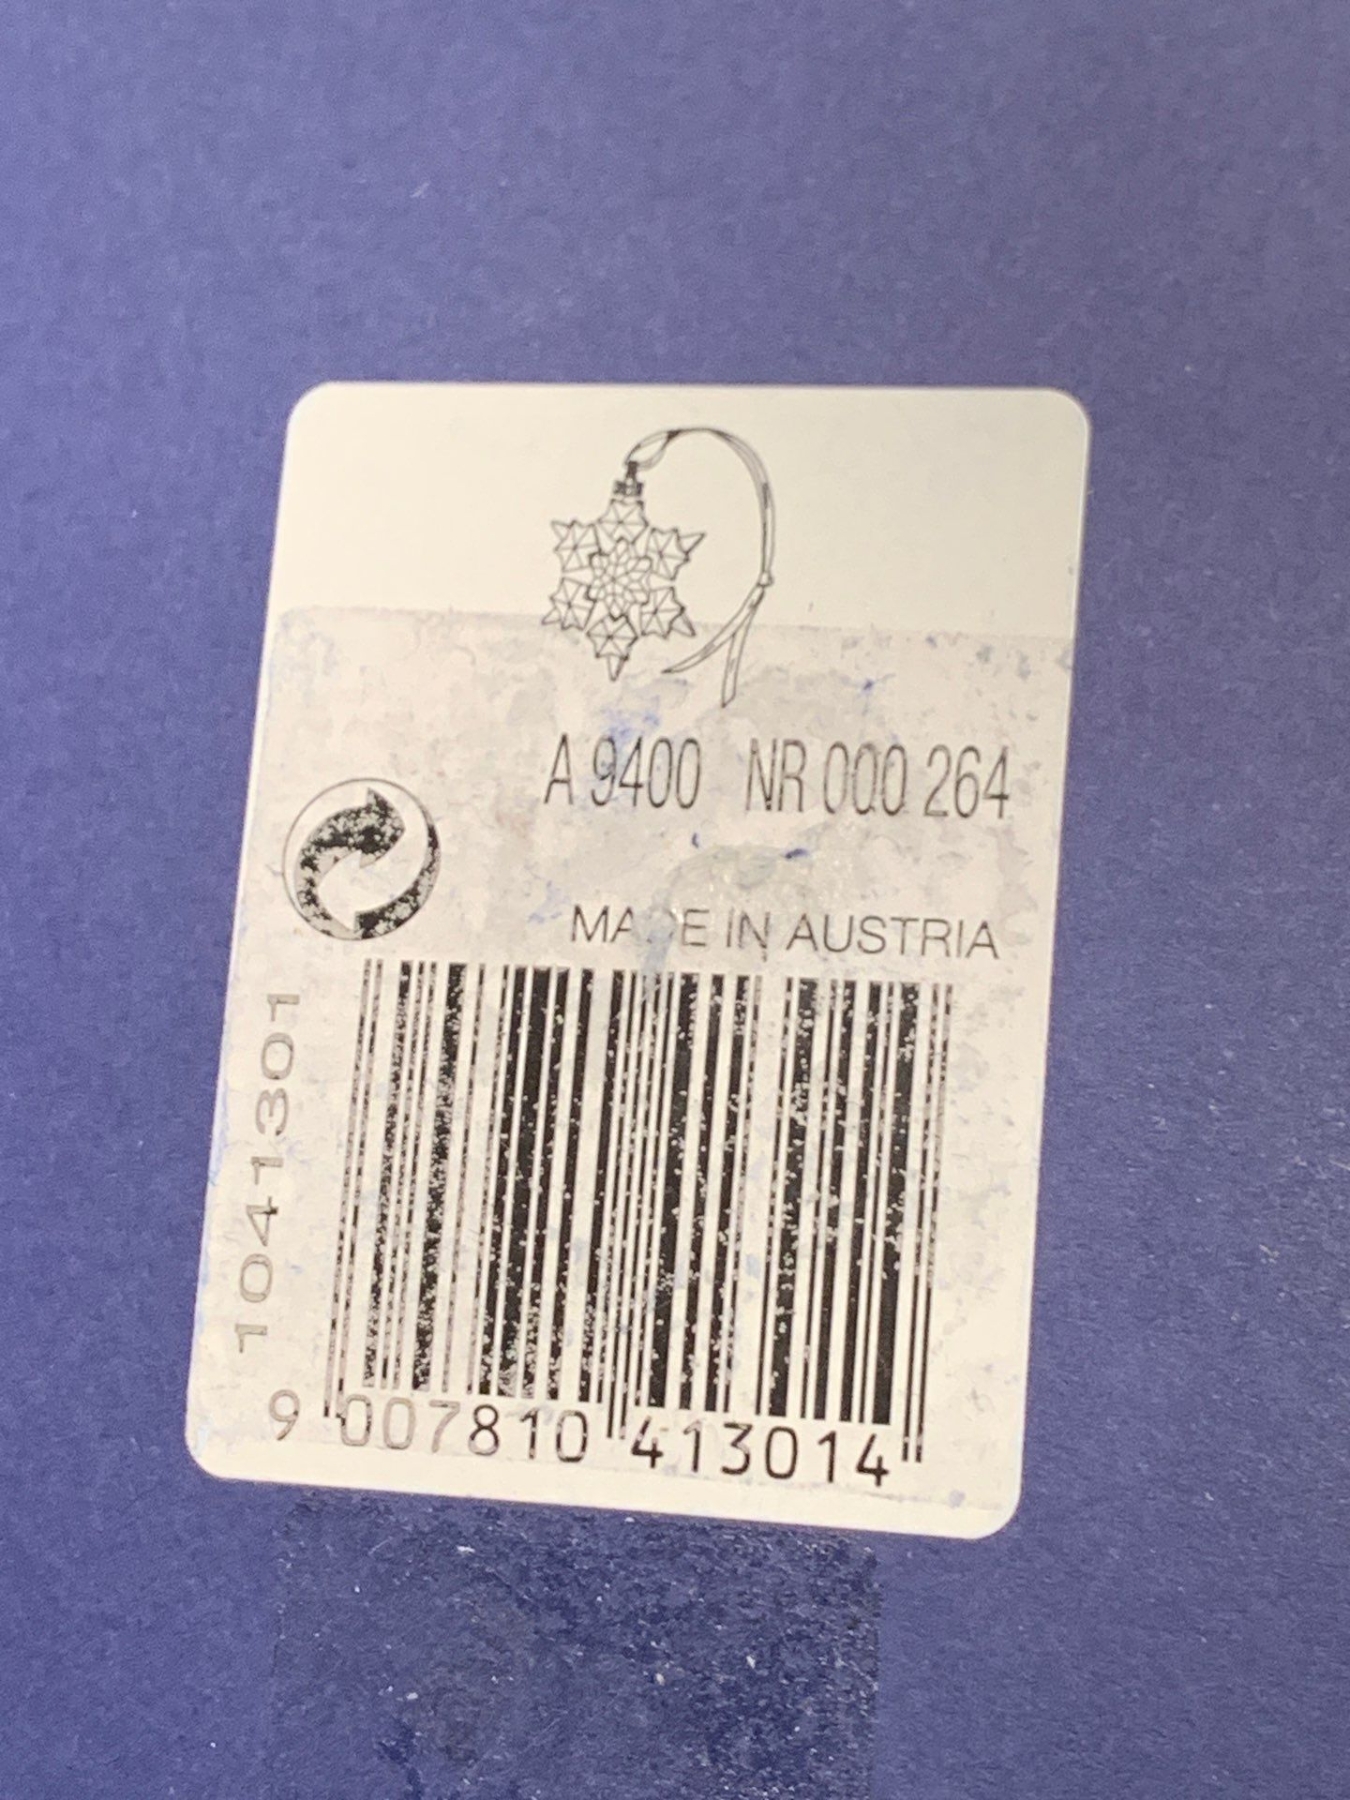 A 9400 NR 000 264
MADE IN AUSTRIA
1041301
9 007810 413014